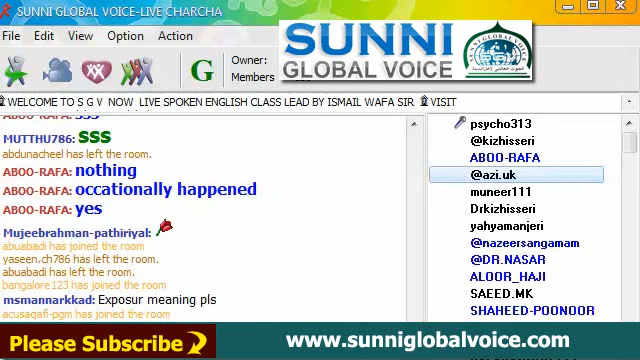 SUNNI GLOBAL VOICE-LIVE CHARCHA
File Edit View Option Action
SUNNI
GLOBAL VOICE
G
Owner:
Members
WELCOME TO S G V NOW LIVE SPOKEN ENGLISH CLASS LEAD BY ISMAIL WAFA SIR VISIT
ABOO-RAFA: sss
MUTTHU786: SSS
abdunacheel has left the room.
ABOO-RAFA: nothing
ABOO-RAFA: occationally happened
ABOO-RAFA: yes
Mujeebrahman-pathiriyal:
abuabadi has joined the room
yaseen.ch786 has left the room.
abuabadi has left the room.
bangalore123 has joined the room
msmannarkkad: Exposur meaning pls
acusaqafi-pgm has joined the room
psycho313
@kizhisseri
ABOO-RAFA
@azi.uk
muneer111
Drkizhisseri
yahyamanjeri
@nazeersangamam
@DR.NASAR
ALOOR_HAJI
SAEED.MK
SHAHEED-POONOOR
Please Subscribe
www.sunniglobalvoice.com